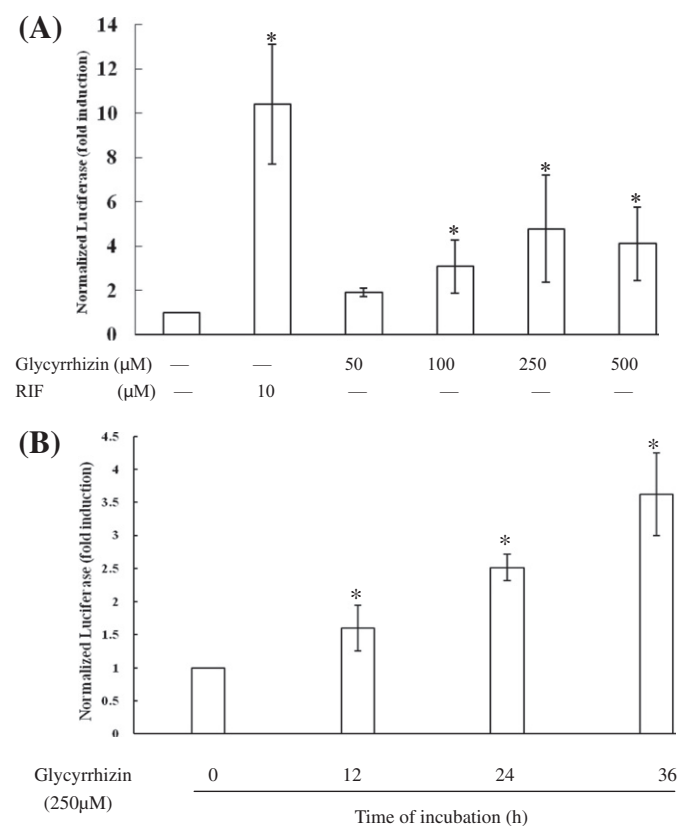 (A)
Normalized Luciferase (fold induction)
14
12
10
8
6
4
2
0
*
*
*
*
Glycyrrhizin (μM) — — 50 100 250 500
RIF (μM) — 10 — — — —
(B)
Normalized Luciferase (fold induction)
4.5
4
3.5
3
2.5
2
1.5
1
0.5
0
*
*
*
Glycyrrhizin 0 12 24 36
(250μM)
Time of incubation (h)